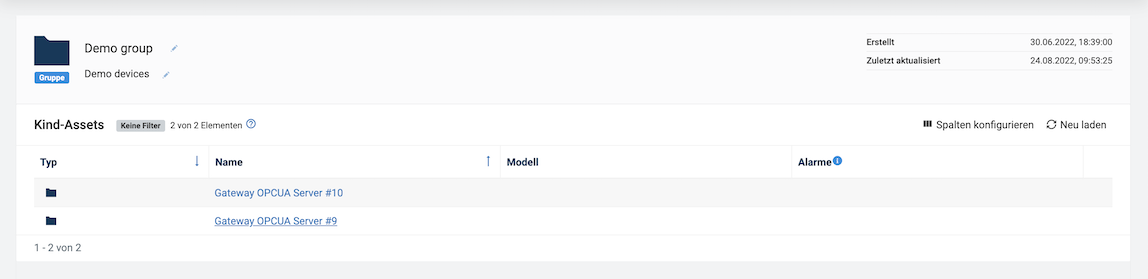 Demo group
Gruppe
Demo devices
Erstellt 30.06.2022, 18:39:00
Zuletzt aktualisiert 24.08.2022, 09:53:25
Kind-Assets Keine Filter 2 von 2 Elementen Spalten konfigurieren Neu laden
Typ Name Modell Alarme
Gateway OPCUA Server #10
Gateway OPCUA Server #9
1 - 2 von 2